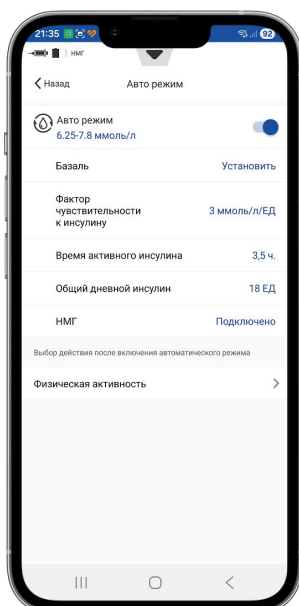 21:35
92
НМГ
Назад
Авто режим
Авто режим
6.25-7.8 ммоль/л
Базаль
Установить
Фактор
чувствительности
к инсулину
3 ммоль/л/ЕД
Время активного инсулина
3,5 ч.
Общий дневной инсулин
18 ЕД
НМГ
Подключено
Выбор действия после включения автоматического режима
Физическая активность